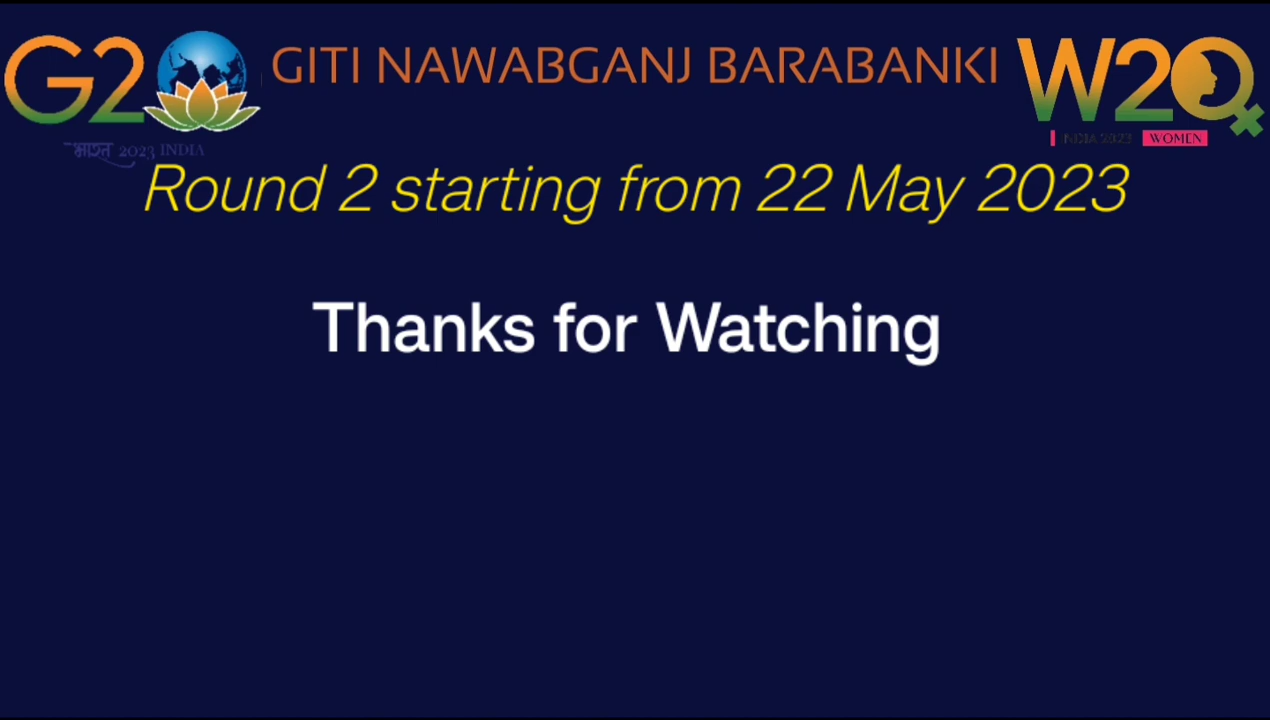 G20
GITI NAWABGANJ BARABANKI
W20
भारत 2023 INDIA
INDIA 2023 WOMEN
Round 2 starting from 22 May 2023
Thanks for Watching